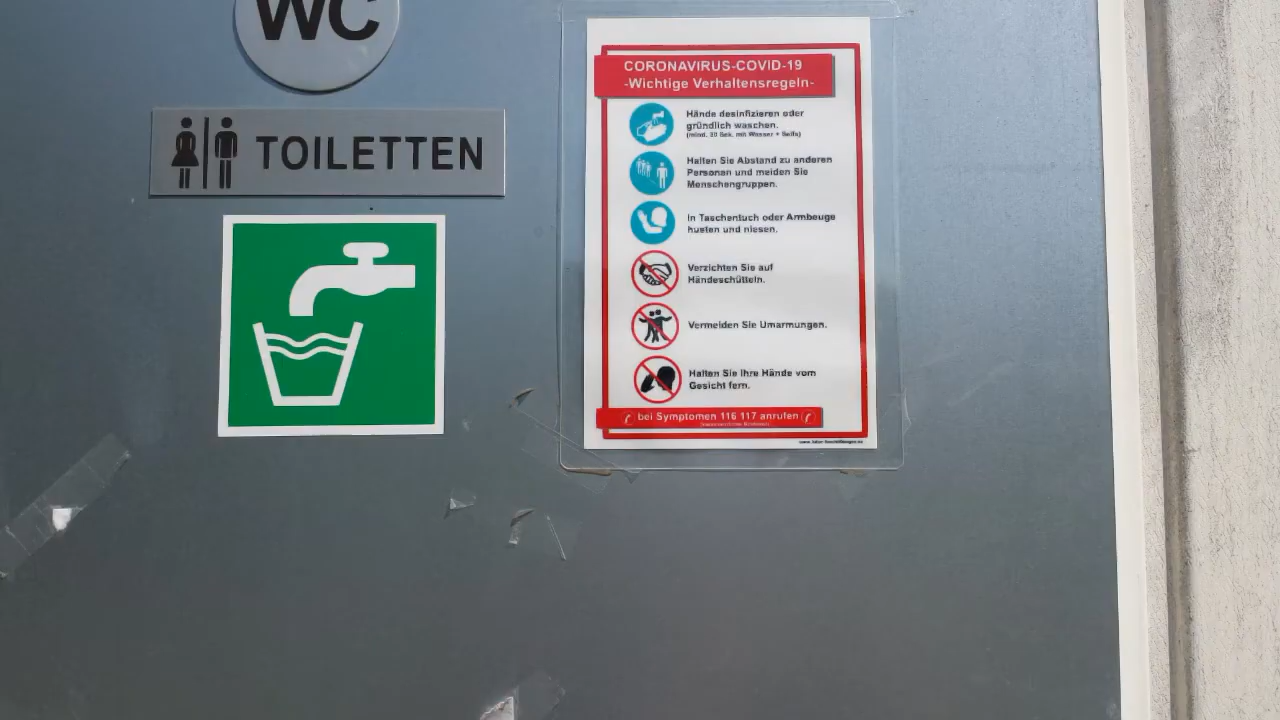 WC
TOILETTEN
CORONAVIRUS-COVID-19
-Wichtige Verhaltensregeln-
Hände desinfizieren oder
gründlich waschen.
(mind. 20 Sek. mit Wasser + Seife)
Halten Sie Abstand zu anderen
Personen und meiden Sie
Menschengruppen.
In Taschentuch oder Armbeuge
husten und niesen.
Verzichten Sie auf
Händeschütteln.
Vermeiden Sie Umarmungen.
Halten Sie Ihre Hände vom
Gesicht fern.
bei Symptomen 116 117 anrufen